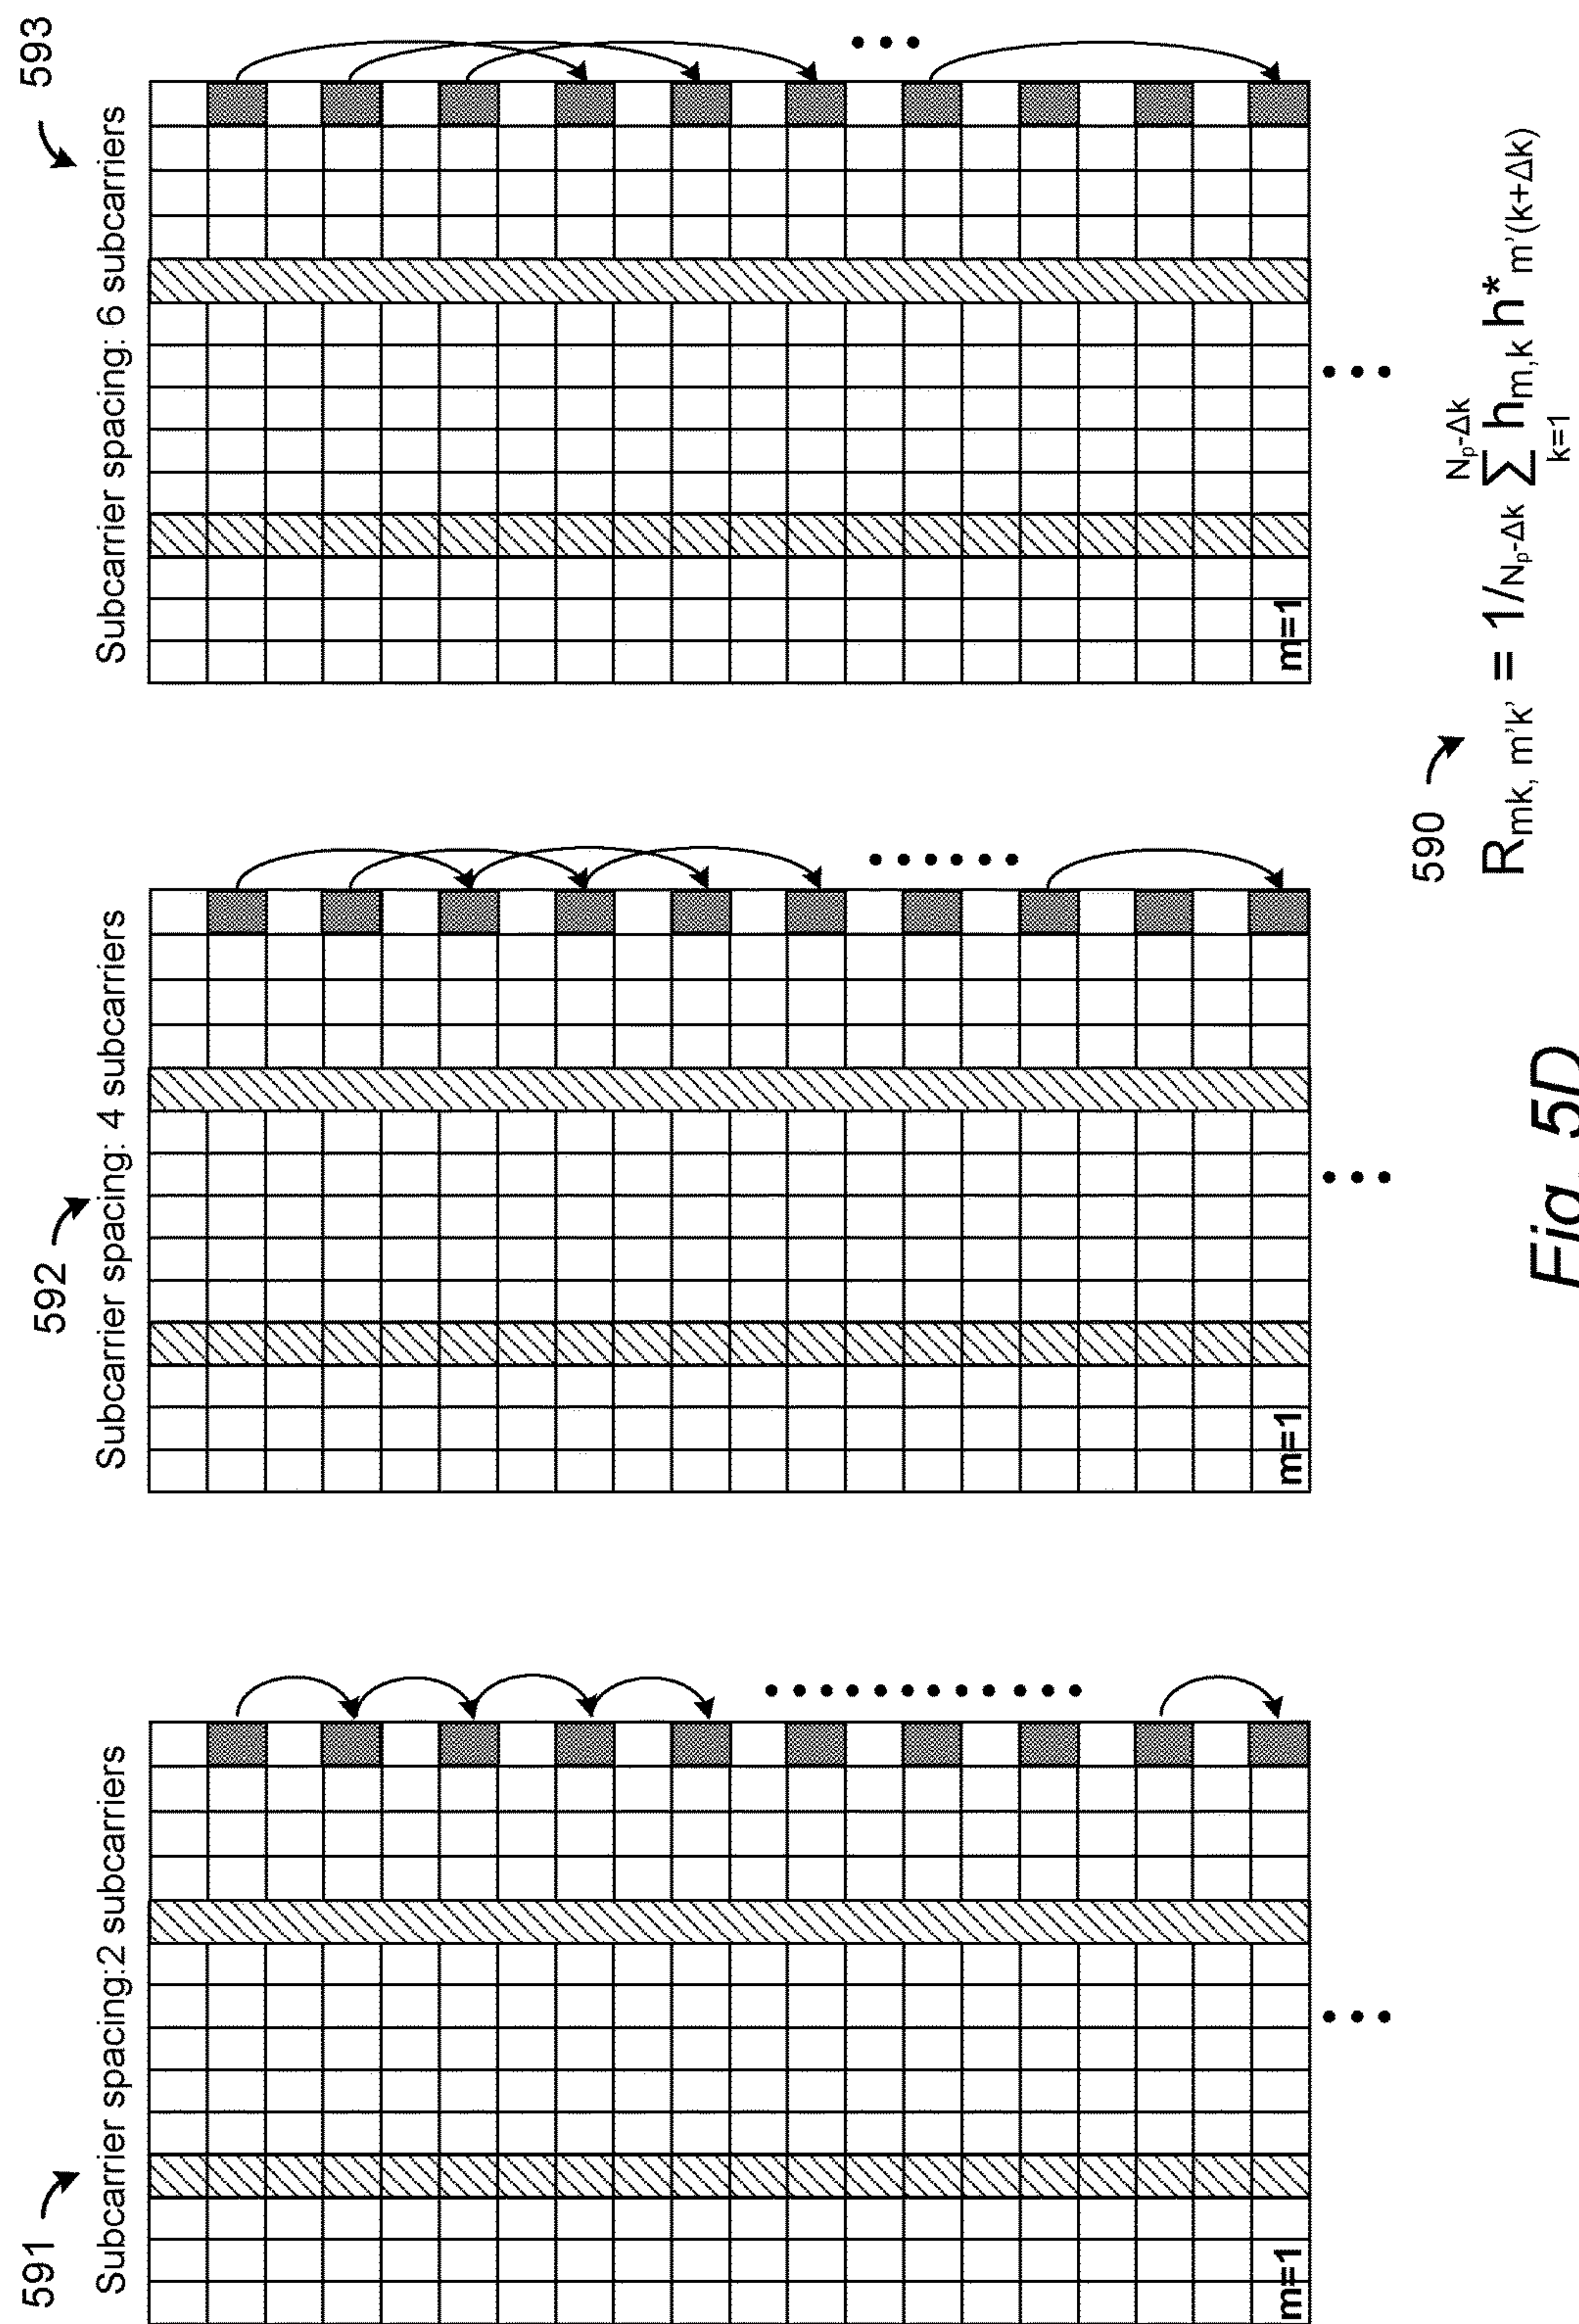 591
Subcarrier spacing:2 subcarriers
m=1
592
Subcarrier spacing: 4 subcarriers
m=1
593
Subcarrier spacing: 6 subcarriers
m=1
590
R_{mk, m'k'} = 1/_{N_p-Δk} ∑_{k=1}^{N_p-Δk} h_{m,k} h*_{m'(k+Δk)}
Fig. 5D